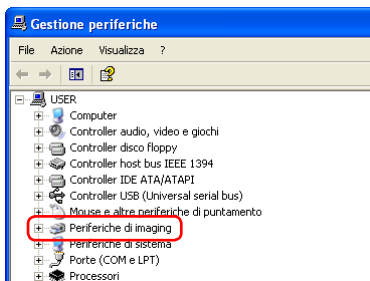 Gestione periferiche
File Azione Visualizza ?
USER
Computer
Controller audio, video e giochi
Controller disco floppy
Controller host bus IEEE 1394
Controller IDE ATA/ATAPI
Controller USB (Universal serial bus)
Mouse e altre periferiche di puntamento
Periferiche di imaging
Periferiche di sistema
Porte (COM e LPT)
Processori